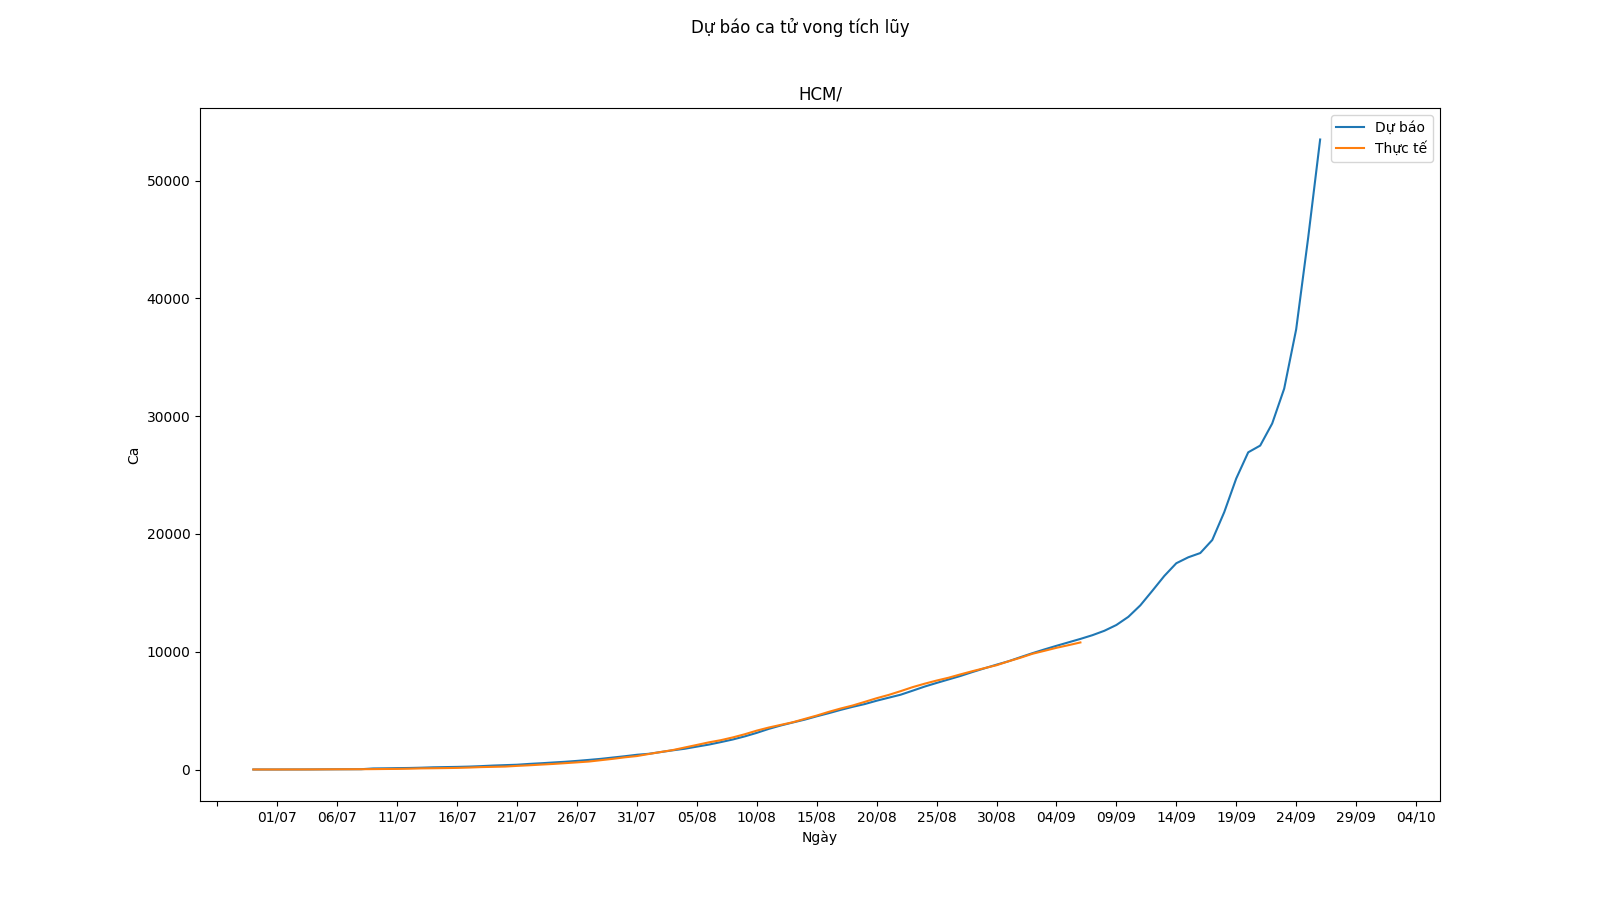 Dự báo ca tử vong tích lũy
HCM/
Dự báo
Thực tế
Ca
50000
40000
30000
20000
10000
0
01/07 06/07 11/07 16/07 21/07 26/07 31/07 05/08 10/08 15/08 20/08 25/08 30/08 04/09 09/09 14/09 19/09 24/09 29/09 04/10
Ngày